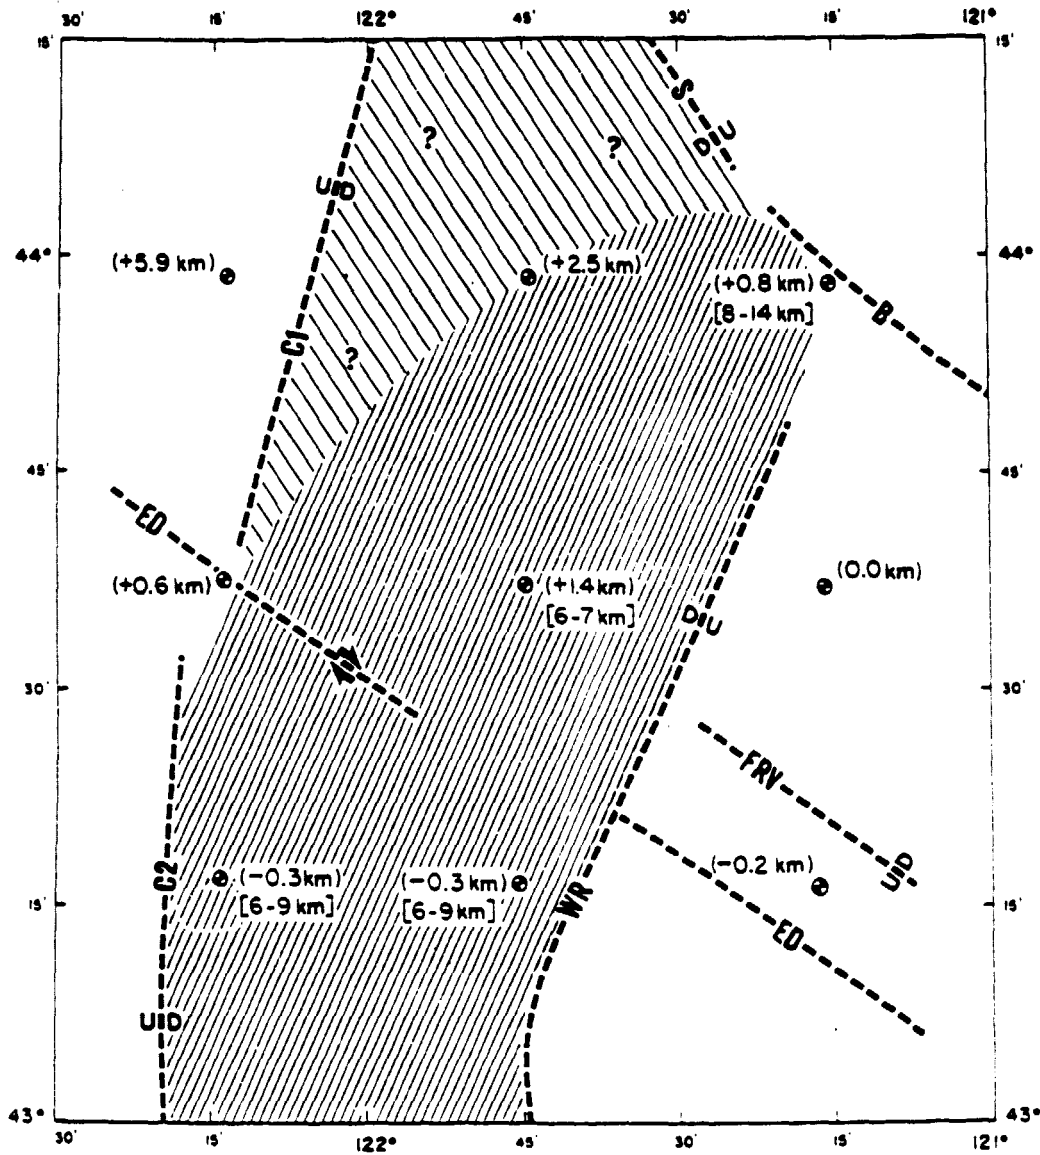 30' 15' 122° 45' 30' 15' 121°
15' 15'
S
U
D
? ?
U D
44° (+5.9 km) (+2.5 km) 44°
(+0.8 km)
[8-14 km]
B
C1
?
45' 45'
ED
(+0.6 km) (+1.4 km) (0.0 km)
[6-7 km]
D U
30' 30'
FRV
U D
C2 (-0.3 km) (-0.3 km) (-0.2 km)
[6-9 km] [6-9 km]
WR
15' 15'
ED
U D
43° 43°
30' 15' 122° 45' 30' 15' 121°